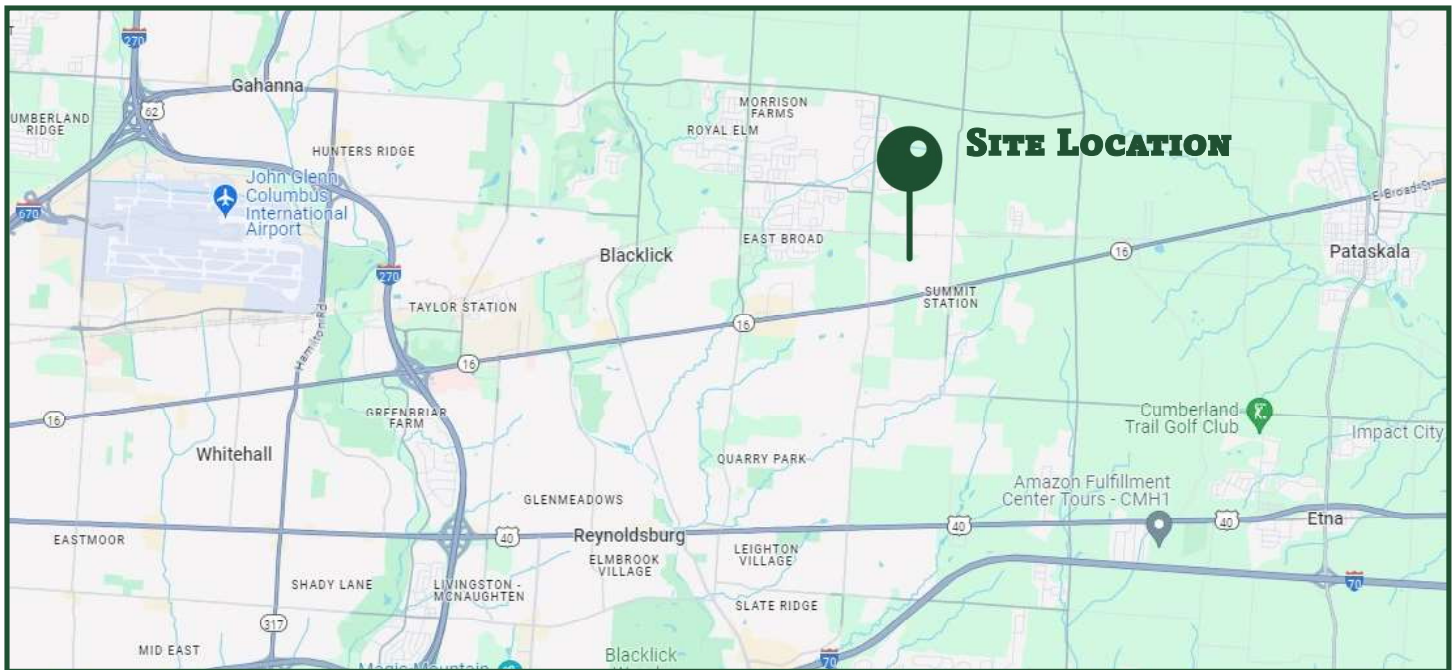 270
Gahanna
62
UMBERLAND
RIDGE
HUNTERS RIDGE
MORRISON
FARMS
ROYAL ELM
SITE LOCATION
John Glenn
Columbus
International
Airport
670
E Broad St
Pataskala
270
Blacklick
EAST BROAD
16
TAYLOR STATION
SUMMIT
STATION
16
16
Hamilton Rd
16
GREENBRIAR
FARM
Cumberland
Trail Golf Club
Impact City
Whitehall
QUARRY PARK
Amazon Fulfillment
Center Tours - CMH1
GLENMEADOWS
EASTMOOR
40
Reynoldsburg
40
40
Etna
ELMBROOK
VILLAGE
LEIGHTON
VILLAGE
SHADY LANE
LIVINGSTON -
MCNAUGHTEN
70
SLATE RIDGE
317
MID EAST
Magic Mountain
Blacklick
70